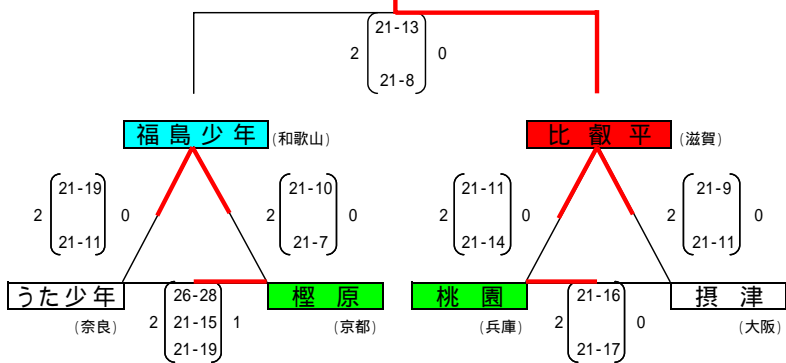 21-13
2 0
21-8
福島少年 (和歌山)
比叡平 (滋賀)
21-19
2 0
21-11
21-10
2 0
21-7
21-11
2 0
21-14
21-9
2 0
21-11
うた少年
(奈良)
26-28
2 21-15 1
21-19
樫原
(京都)
桃園
(兵庫)
21-16
2 0
21-17
摂津
(大阪)